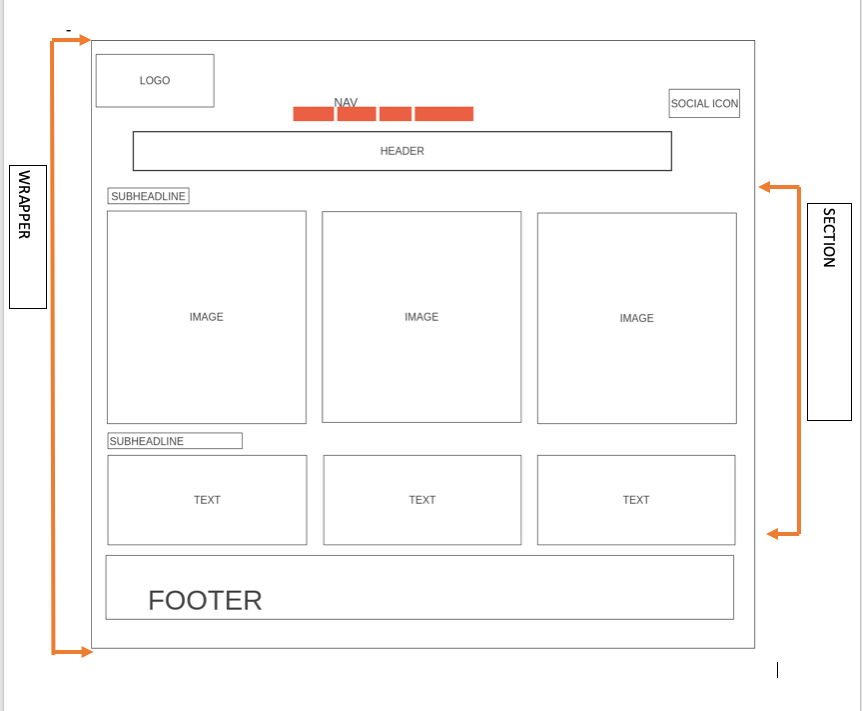 -
LOGO
NAV
SOCIAL ICON
HEADER
WRAPPER
SUBHEADLINE
SECTION
IMAGE
IMAGE
IMAGE
SUBHEADLINE
TEXT
TEXT
TEXT
FOOTER